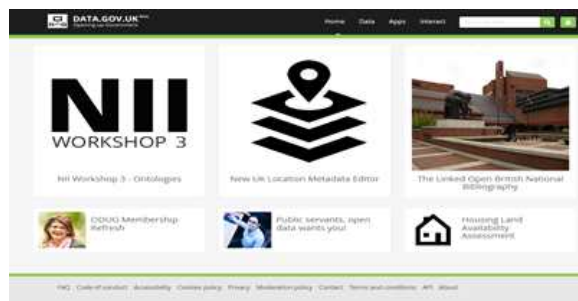 DATA.GOV.UK Beta
Opening up Government
Home Data Apps Interact
NII
WORKSHOP 3
NII Workshop 3 - Ontologies
New UK Location Metadata Editor
The Linked Open British National
Bibliography
ODUG Membership
Refresh
Public servants, open
data wants you!
Housing Land
Availability
Assessment
FAQ Code of conduct Accessibility Cookies policy Privacy Moderation policy Contact Terms and conditions API About